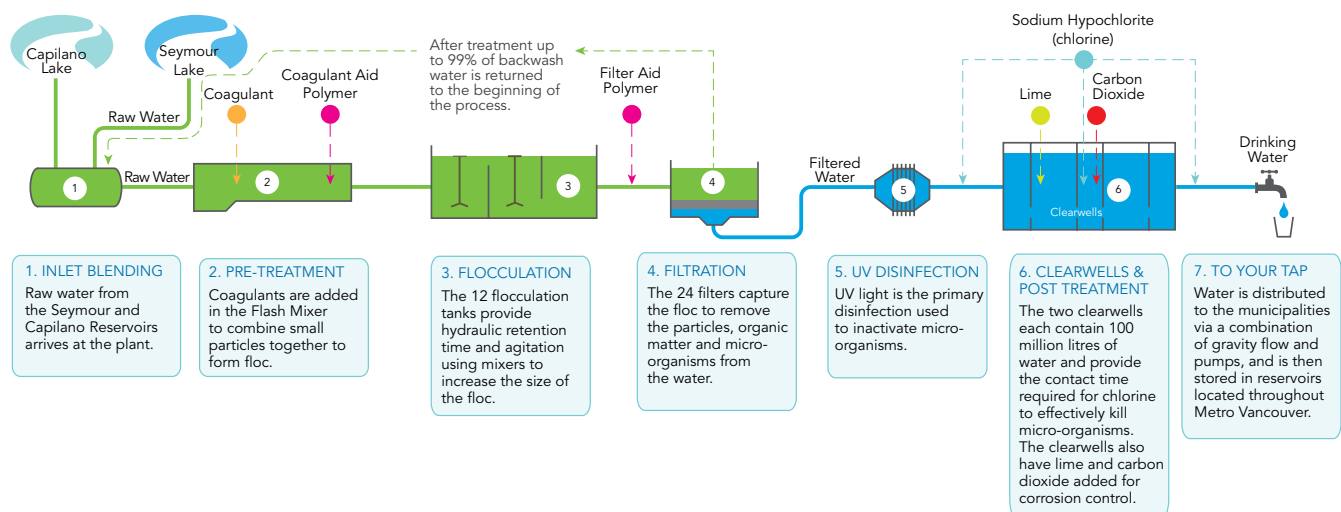 Capilano
Lake
Seymour
Lake
Raw Water
Raw Water
Coagulant
Coagulant Aid
Polymer
After treatment up
to 99% of backwash
water is returned
to the beginning of
the process.
Filter Aid
Polymer
Filtered
Water
Sodium Hypochlorite
(chlorine)
Lime
Carbon
Dioxide
Clearwells
Drinking
Water
1
2
3
4
5
6
1. INLET BLENDING
Raw water from
the Seymour and
Capilano Reservoirs
arrives at the plant.
2. PRE-TREATMENT
Coagulants are added
in the Flash Mixer
to combine small
particles together to
form floc.
3. FLOCCULATION
The 12 flocculation
tanks provide
hydraulic retention
time and agitation
using mixers to
increase the size of
the floc.
4. FILTRATION
The 24 filters capture
the floc to remove
the particles, organic
matter and micro-
organisms from
the water.
5. UV DISINFECTION
UV light is the primary
disinfection used
to inactivate micro-
organisms.
6. CLEARWELLS &
POST TREATMENT
The two clearwells
each contain 100
million litres of
water and provide
the contact time
required for chlorine
to effectively kill
micro-organisms.
The clearwells also
have lime and carbon
dioxide added for
corrosion control.
7. TO YOUR TAP
Water is distributed
to the municipalities
via a combination
of gravity flow and
pumps, and is then
stored in reservoirs
located throughout
Metro Vancouver.